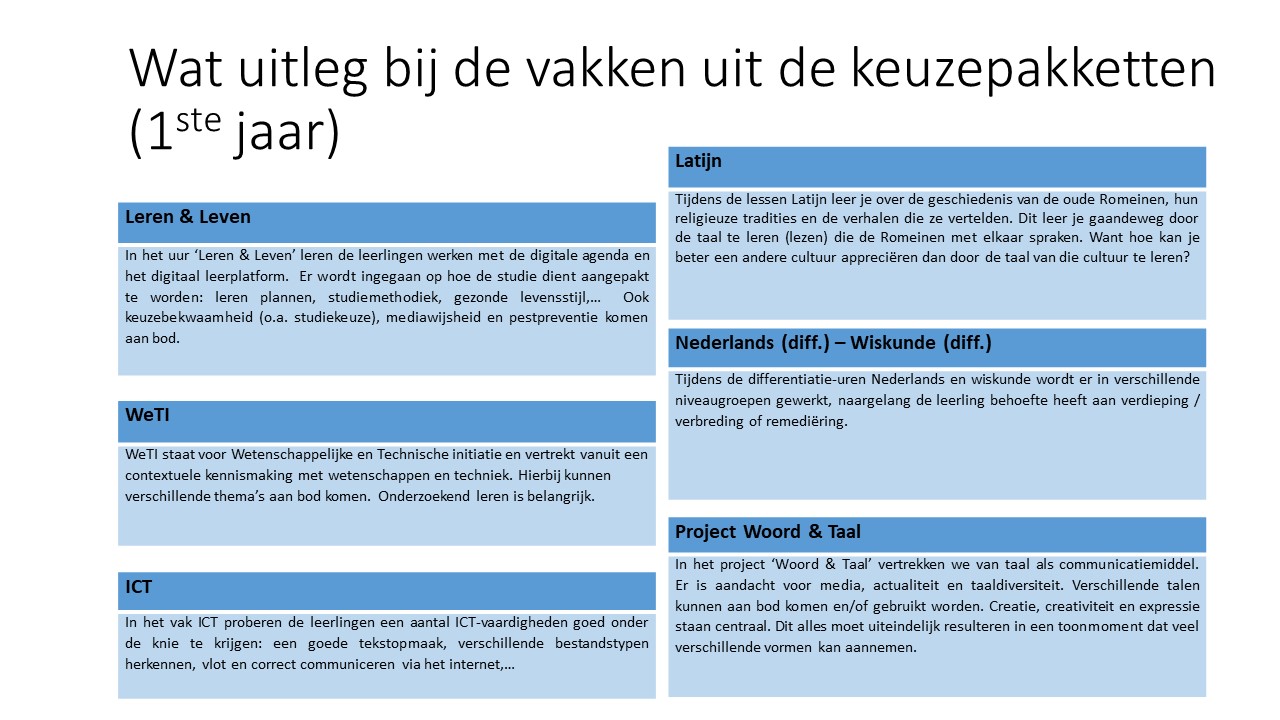 Wat uitleg bij de vakken uit de keuzepakketten
(1ste jaar)
Leren & Leven
In het uur ‘Leren & Leven’ leren de leerlingen werken met de digitale agenda en
het digitaal leerplatform. Er wordt ingegaan op hoe de studie dient aangepakt
te worden: leren plannen, studiemethodiek, gezonde levensstijl,… Ook
keuzebekwaamheid (o.a. studiekeuze), mediawijsheid en pestpreventie komen
aan bod.
WeTI
WeTI staat voor Wetenschappelijke en Technische initiatie en vertrekt vanuit een
contextuele kennismaking met wetenschappen en techniek. Hierbij kunnen
verschillende thema’s aan bod komen. Onderzoekend leren is belangrijk.
ICT
In het vak ICT proberen de leerlingen een aantal ICT-vaardigheden goed onder
de knie te krijgen: een goede tekstopmaak, verschillende bestandstypen
herkennen, vlot en correct communiceren via het internet,…
Latijn
Tijdens de lessen Latijn leer je over de geschiedenis van de oude Romeinen, hun
religieuze tradities en de verhalen die ze vertelden. Dit leer je gaandeweg door
de taal te leren (lezen) die de Romeinen met elkaar spraken. Want hoe kan je
beter een andere cultuur appreciëren dan door de taal van die cultuur te leren?
Nederlands (diff.) – Wiskunde (diff.)
Tijdens de differentiatie-uren Nederlands en wiskunde wordt er in verschillende
niveaugroepen gewerkt, naargelang de leerling behoefte heeft aan verdieping /
verbreding of remediëring.
Project Woord & Taal
In het project ‘Woord & Taal’ vertrekken we van taal als communicatiemiddel.
Er is aandacht voor media, actualiteit en taaldiversiteit. Verschillende talen
kunnen aan bod komen en/of gebruikt worden. Creatie, creativiteit en expressie
staan centraal. Dit alles moet uiteindelijk resulteren in een toonmoment dat veel
verschillende vormen kan aannemen.